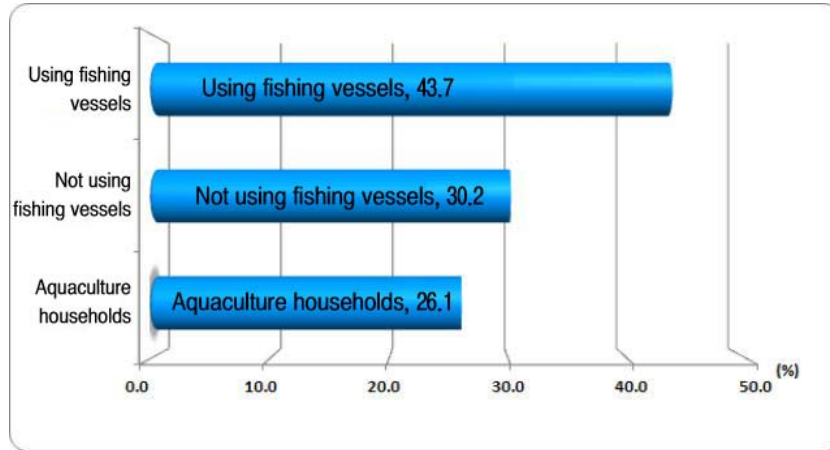 Using fishing
vessels
Using fishing vessels, 43.7
Not using
fishing vessels
Not using fishing vessels, 30.2
Aquaculture
households
Aquaculture households, 26.1
0.0 10.0 20.0 30.0 40.0 50.0 (%)